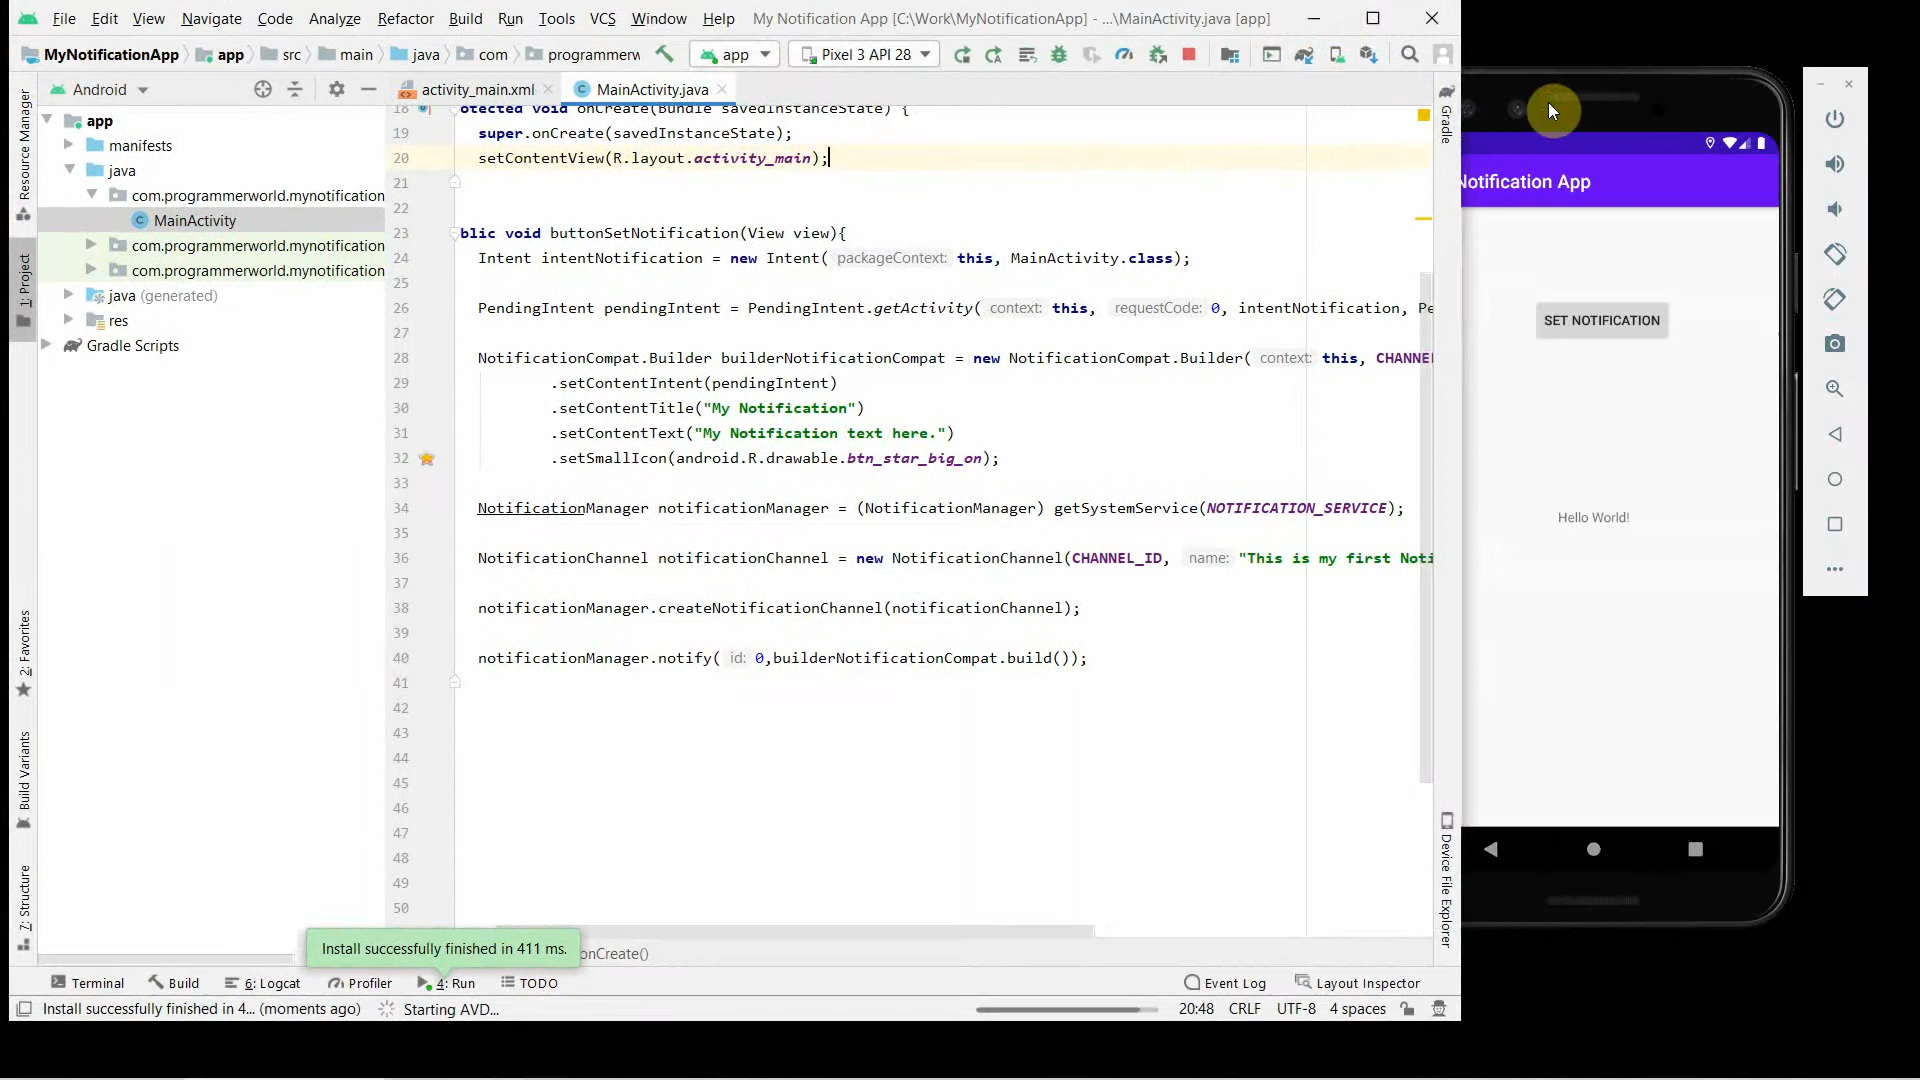 File Edit View Navigate Code Analyze Refactor Build Run Tools VCS Window Help My Notification App [C:\Work\MyNotificationApp] - ...\MainActivity.java [app]
MyNotificationApp app src main java com programmerw app Pixel 3 API 28
Android
activity_main.xml MainActivity.java
Resource Manager
1: Project
2: Favorites
Build Variants
7: Structure
app
manifests
java
com.programmerworld.mynotification
MainActivity
com.programmerworld.mynotification
com.programmerworld.mynotification
java (generated)
res
Gradle Scripts
18 otected void onCreate(Bundle savedInstanceState) {
19 super.onCreate(savedInstanceState);
20 setContentView(R.layout.activity_main);
21
22
23 blic void buttonSetNotification(View view){
24 Intent intentNotification = new Intent( packageContext: this, MainActivity.class);
25
26 PendingIntent pendingIntent = PendingIntent.getActivity( context: this, requestCode: 0, intentNotification, Pe
27
28 NotificationCompat.Builder builderNotificationCompat = new NotificationCompat.Builder( context: this, CHANNE
29 .setContentIntent(pendingIntent)
30 .setContentTitle("My Notification")
31 .setContentText("My Notification text here.")
32 .setSmallIcon(android.R.drawable.btn_star_big_on);
33
34 NotificationManager notificationManager = (NotificationManager) getSystemService(NOTIFICATION_SERVICE);
35
36 NotificationChannel notificationChannel = new NotificationChannel(CHANNEL_ID, name: "This is my first Noti
37
38 notificationManager.createNotificationChannel(notificationChannel);
39
40 notificationManager.notify( id: 0,builderNotificationCompat.build());
41
42
43
44
45
46
47
48
49
50
onCreate()
Gradle
Device File Explorer
Install successfully finished in 411 ms.
Terminal Build 6: Logcat Profiler 4: Run TODO Event Log Layout Inspector
Install successfully finished in 4... (moments ago) Starting AVD... 20:48 CRLF UTF-8 4 spaces
Notification App
SET NOTIFICATION
Hello World!